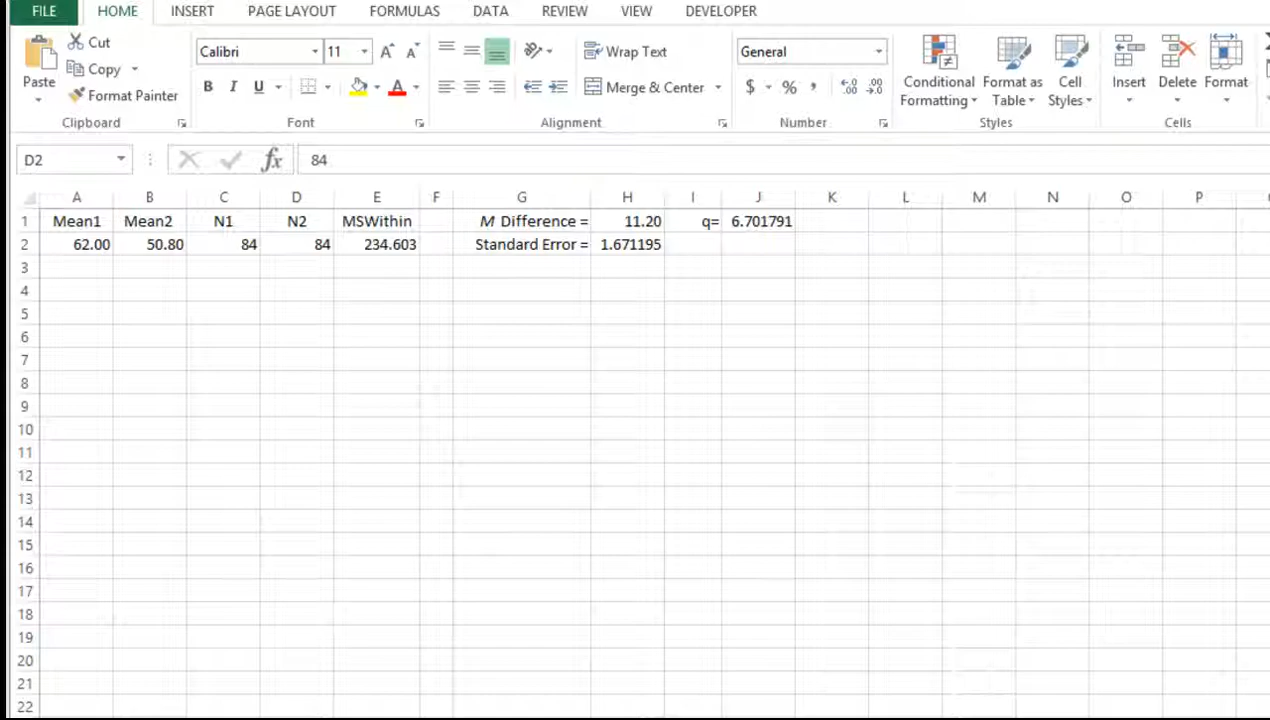 FILE HOME INSERT PAGE LAYOUT FORMULAS DATA REVIEW VIEW DEVELOPER
Paste
Cut
Copy
Format Painter
Clipboard
Calibri 11
B I U A
Font
Wrap Text
Merge & Center
Alignment
General
$ % ,
Number
Conditional Formatting
Format as Table
Cell Styles
Styles
Insert
Delete
Format
Cells
D2 fx 84
A B C D E F G H I J K L M N O P
1 Mean1 Mean2 N1 N2 MSWithin M Difference = 11.20 q= 6.701791
2 62.00 50.80 84 84 234.603 Standard Error = 1.671195
3
4
5
6
7
8
9
10
11
12
13
14
15
16
17
18
19
20
21
22